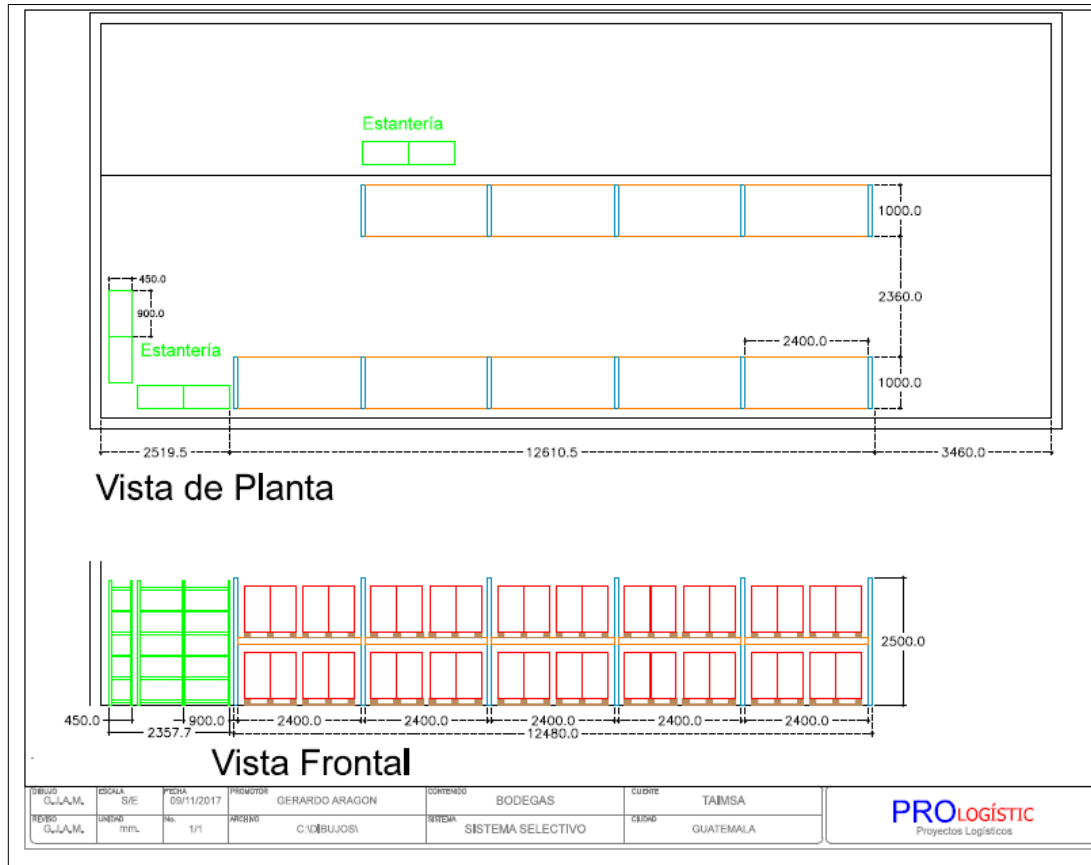 Estantería
1000.0
450.0
900.0
2360.0
Estantería
2400.0
1000.0
2519.5
12610.5
3460.0
Vista de Planta
2500.0
450.0
900.0
2400.0
2400.0
2400.0
2400.0
2400.0
2357.7
12480.0
Vista Frontal
DIBUJO G.J.A.M. ESCALA S/E FECHA 09/11/2017 PROMOTOR GERARDO ARAGON CONTENIDO BODEGAS CLIENTE TAIMSA
REVISO G.J.A.M. UNIDAD mm. No. 1/1 ARCHIVO C:\DIBUJOS\ SISTEMA SISTEMA SELECTIVO CIUDAD GUATEMALA
PROLOGÍSTIC
Proyectos Logísticos